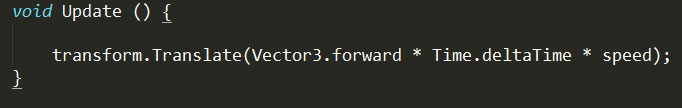 void Update () {
transform.Translate(Vector3.forward * Time.deltaTime * speed);
}